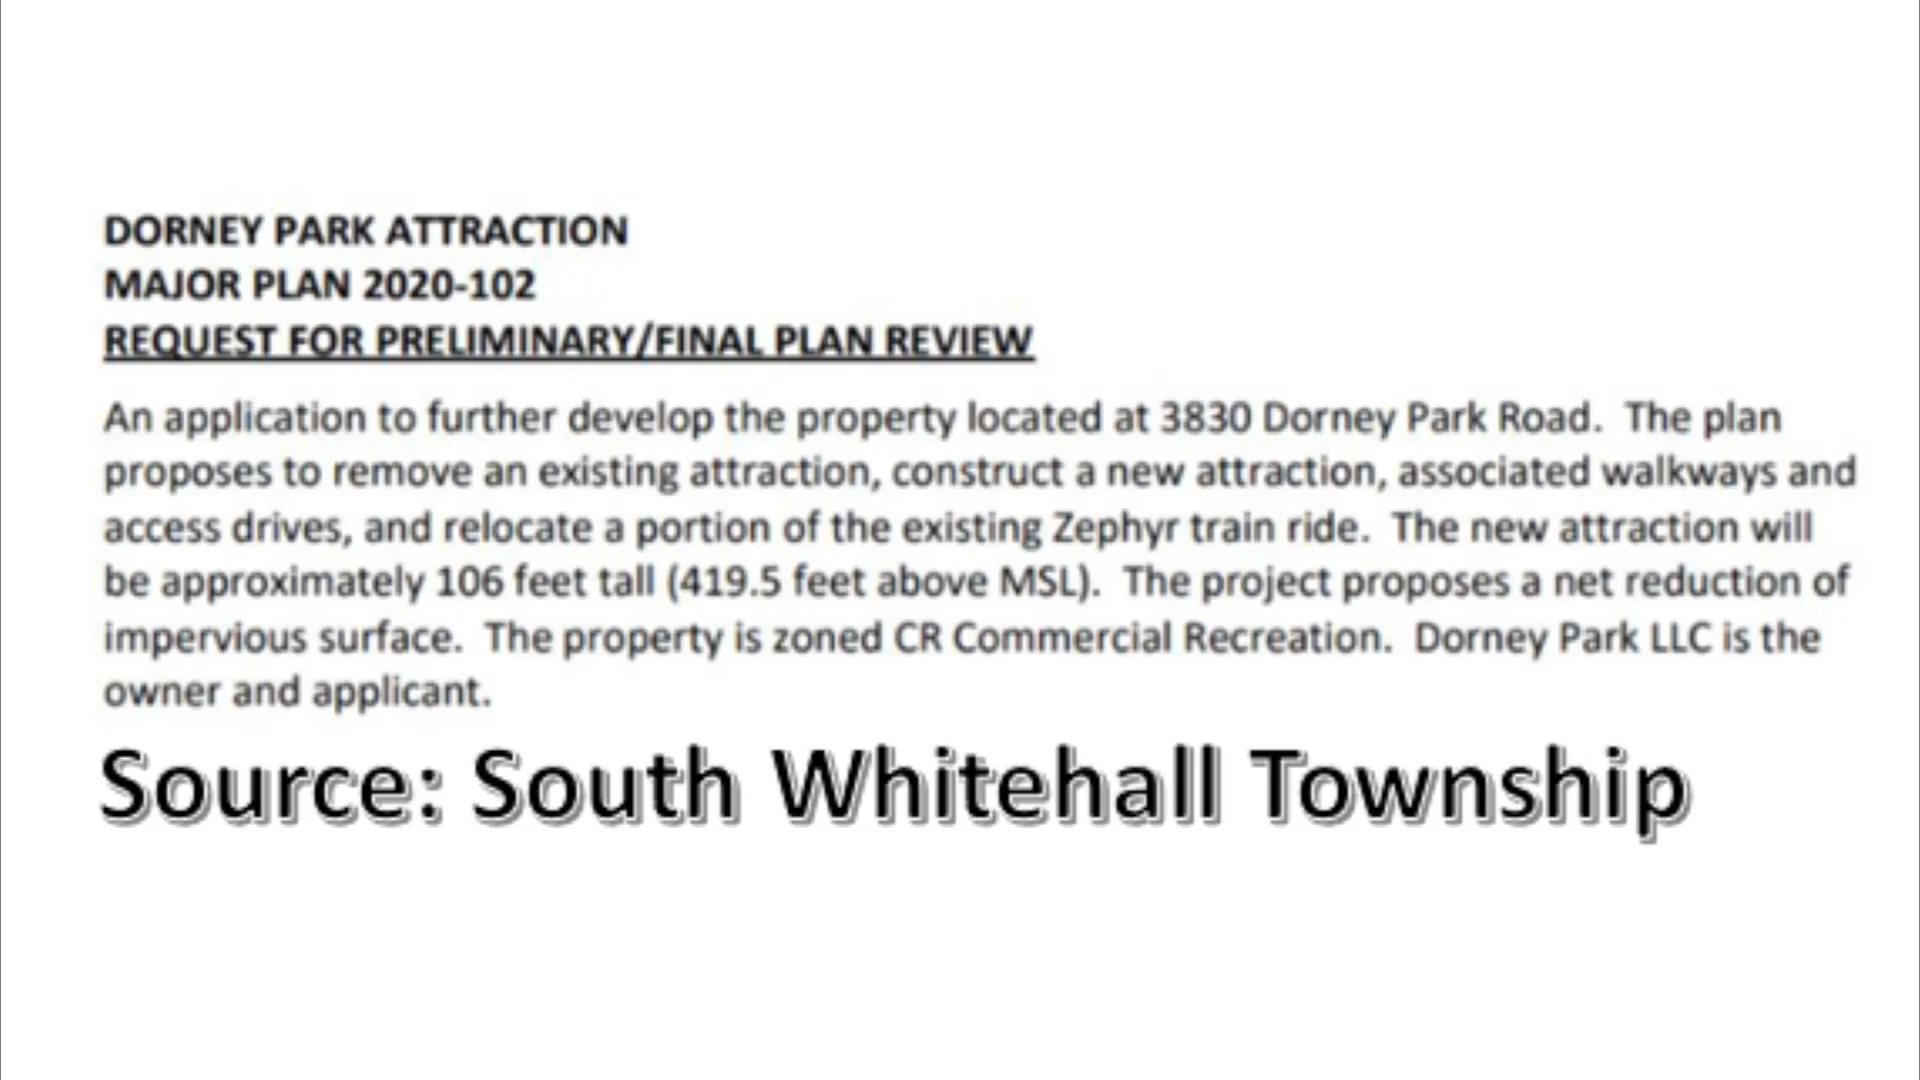 DORNEY PARK ATTRACTION
MAJOR PLAN 2020-102
REQUEST FOR PRELIMINARY/FINAL PLAN REVIEW
An application to further develop the property located at 3830 Dorney Park Road.  The plan
proposes to remove an existing attraction, construct a new attraction, associated walkways and
access drives, and relocate a portion of the existing Zephyr train ride.  The new attraction will
be approximately 106 feet tall (419.5 feet above MSL).  The project proposes a net reduction of
impervious surface.  The property is zoned CR Commercial Recreation.  Dorney Park LLC is the
owner and applicant.
Source: South Whitehall Township